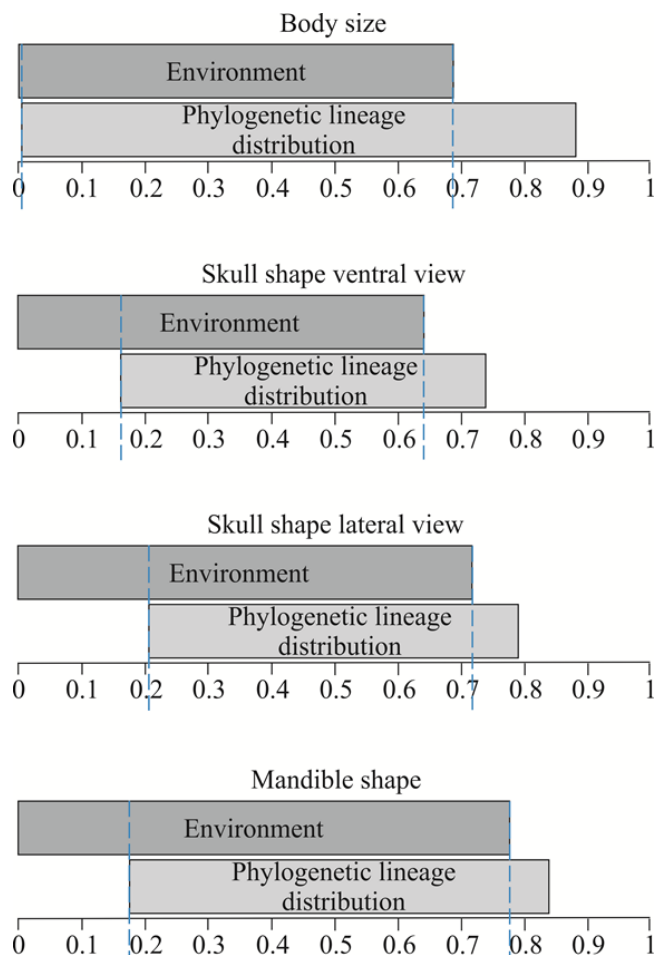 Body size
Environment
Phylogenetic lineage
distribution
0 0.1 0.2 0.3 0.4 0.5 0.6 0.7 0.8 0.9 1
Skull shape ventral view
Environment
Phylogenetic lineage
distribution
0 0.1 0.2 0.3 0.4 0.5 0.6 0.7 0.8 0.9 1
Skull shape lateral view
Environment
Phylogenetic lineage
distribution
0 0.1 0.2 0.3 0.4 0.5 0.6 0.7 0.8 0.9 1
Mandible shape
Environment
Phylogenetic lineage
distribution
0 0.1 0.2 0.3 0.4 0.5 0.6 0.7 0.8 0.9 1